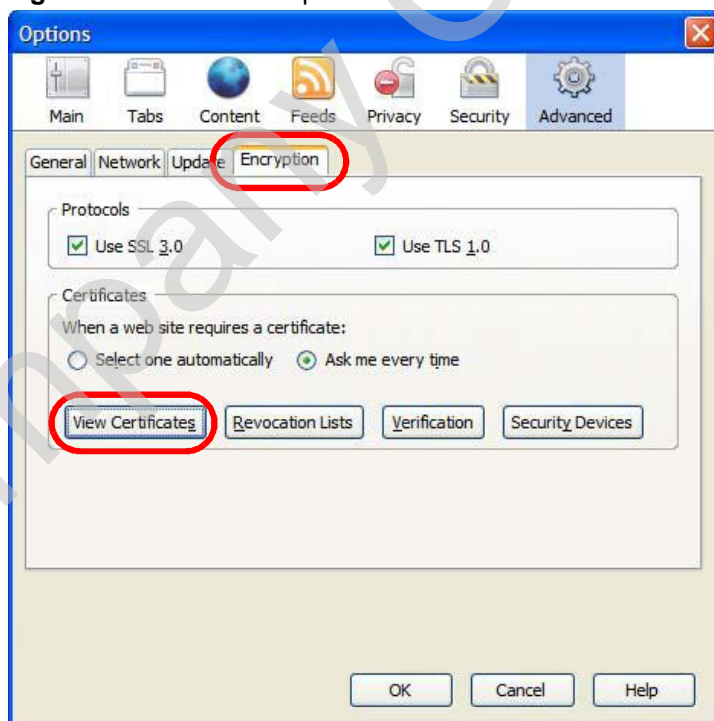 Options
Main Tabs Content Feeds Privacy Security Advanced
General Network Update Encryption
Protocols
Use SSL 3.0 Use TLS 1.0
Certificates
When a web site requires a certificate:
Select one automatically Ask me every time
View Certificates Revocation Lists Verification Security Devices
OK Cancel Help